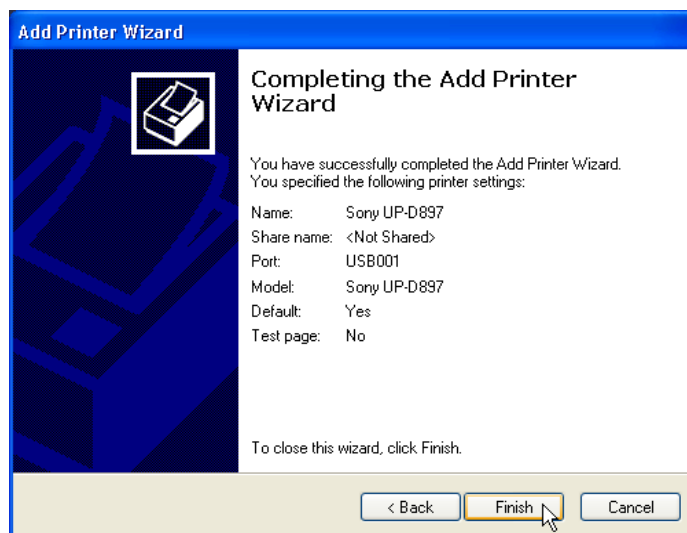 Add Printer Wizard
Completing the Add Printer
Wizard
You have successfully completed the Add Printer Wizard.
You specified the following printer settings:
Name: Sony UP-D897
Share name: <Not Shared>
Port: USB001
Model: Sony UP-D897
Default: Yes
Test page: No
To close this wizard, click Finish.
< Back Finish Cancel